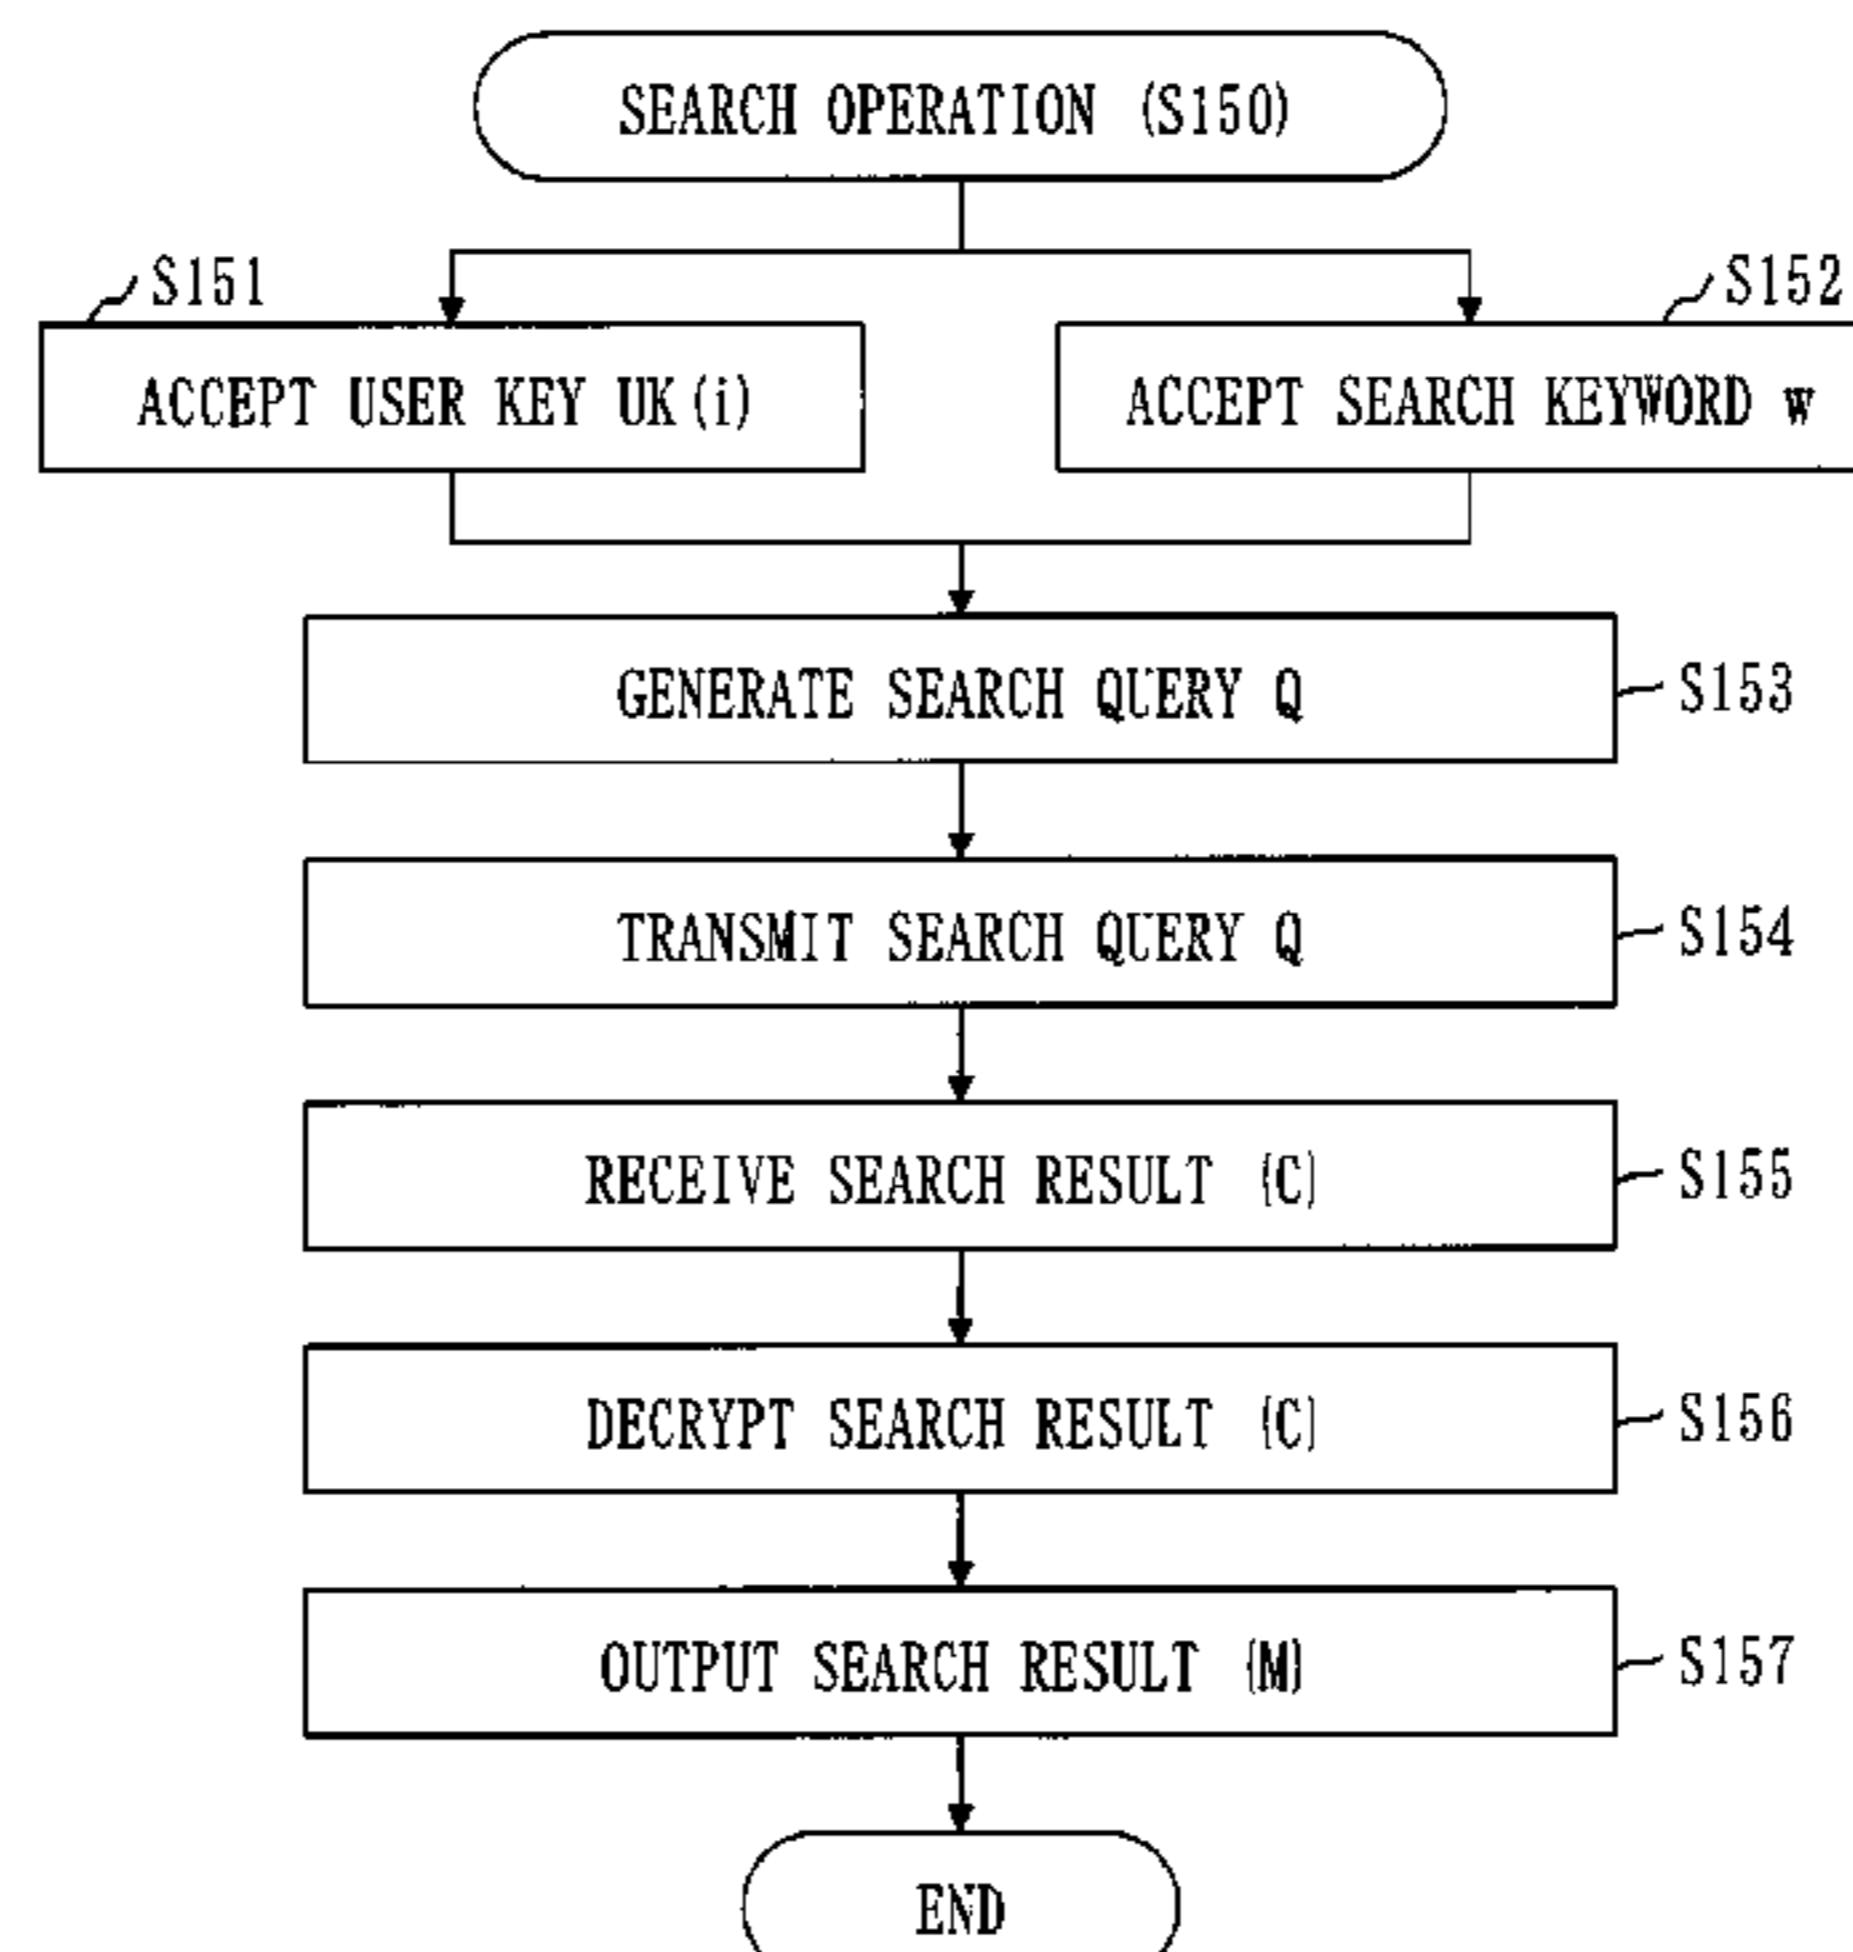 SEARCH OPERATION (S150)
S151
S152
ACCEPT USER KEY UK(i)
ACCEPT SEARCH KEYWORD w
GENERATE SEARCH QUERY Q
S153
TRANSMIT SEARCH QUERY Q
S154
RECEIVE SEARCH RESULT (C)
S155
DECRYPT SEARCH RESULT (C)
S156
OUTPUT SEARCH RESULT (M)
S157
END